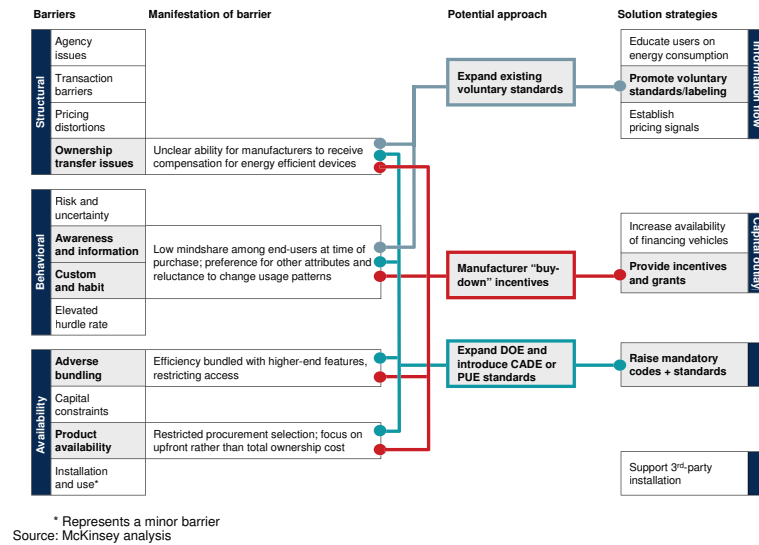 Barriers
Manifestation of barrier
Potential approach
Solution strategies
Structural
Agency
issues
Transaction
barriers
Pricing
distortions
Ownership
transfer issues
Unclear ability for manufacturers to receive
compensation for energy efficient devices
Behavioral
Risk and
uncertainty
Awareness
and information
Custom
and habit
Elevated
hurdle rate
Low mindshare among end-users at time of
purchase; preference for other attributes and
reluctance to change usage patterns
Availability
Adverse
bundling
Capital
constraints
Product
availability
Installation
and use*
Efficiency bundled with higher-end features,
restricting access
Restricted procurement selection; focus on
upfront rather than total ownership cost
Expand existing
voluntary standards
Manufacturer “buy-
down” incentives
Expand DOE and
introduce CADE or
PUE standards
Educate users on
energy consumption
Promote voluntary
standards/labeling
Establish
pricing signals
Information flow
Increase availability
of financing vehicles
Provide incentives
and grants
Capital outlay
Raise mandatory
codes + standards
Support 3rd-party
installation
* Represents a minor barrier
Source: McKinsey analysis